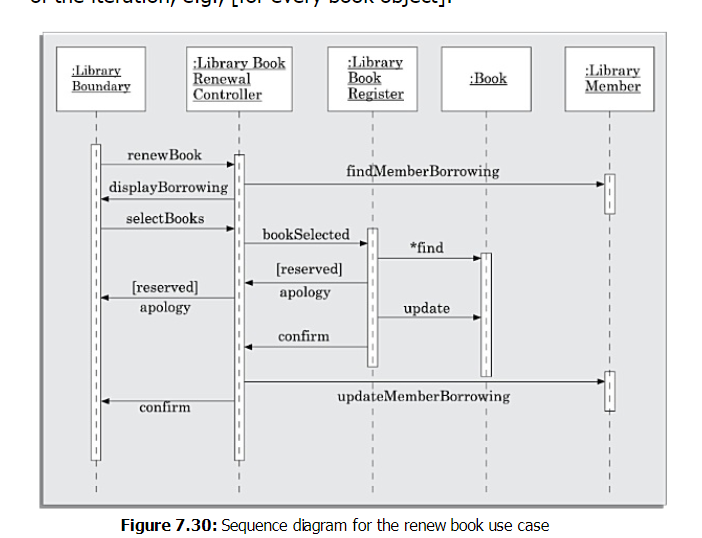 of the iteration, e.g., [for every book object].
:Library
Boundary
:Library Book
Renewal
Controller
:Library
Book
Register
:Book
:Library
Member
renewBook
findMemberBorrowing
displayBorrowing
selectBooks
bookSelected
*find
[reserved]
apology
[reserved]
apology
update
confirm
updateMemberBorrowing
confirm
Figure 7.30: Sequence diagram for the renew book use case